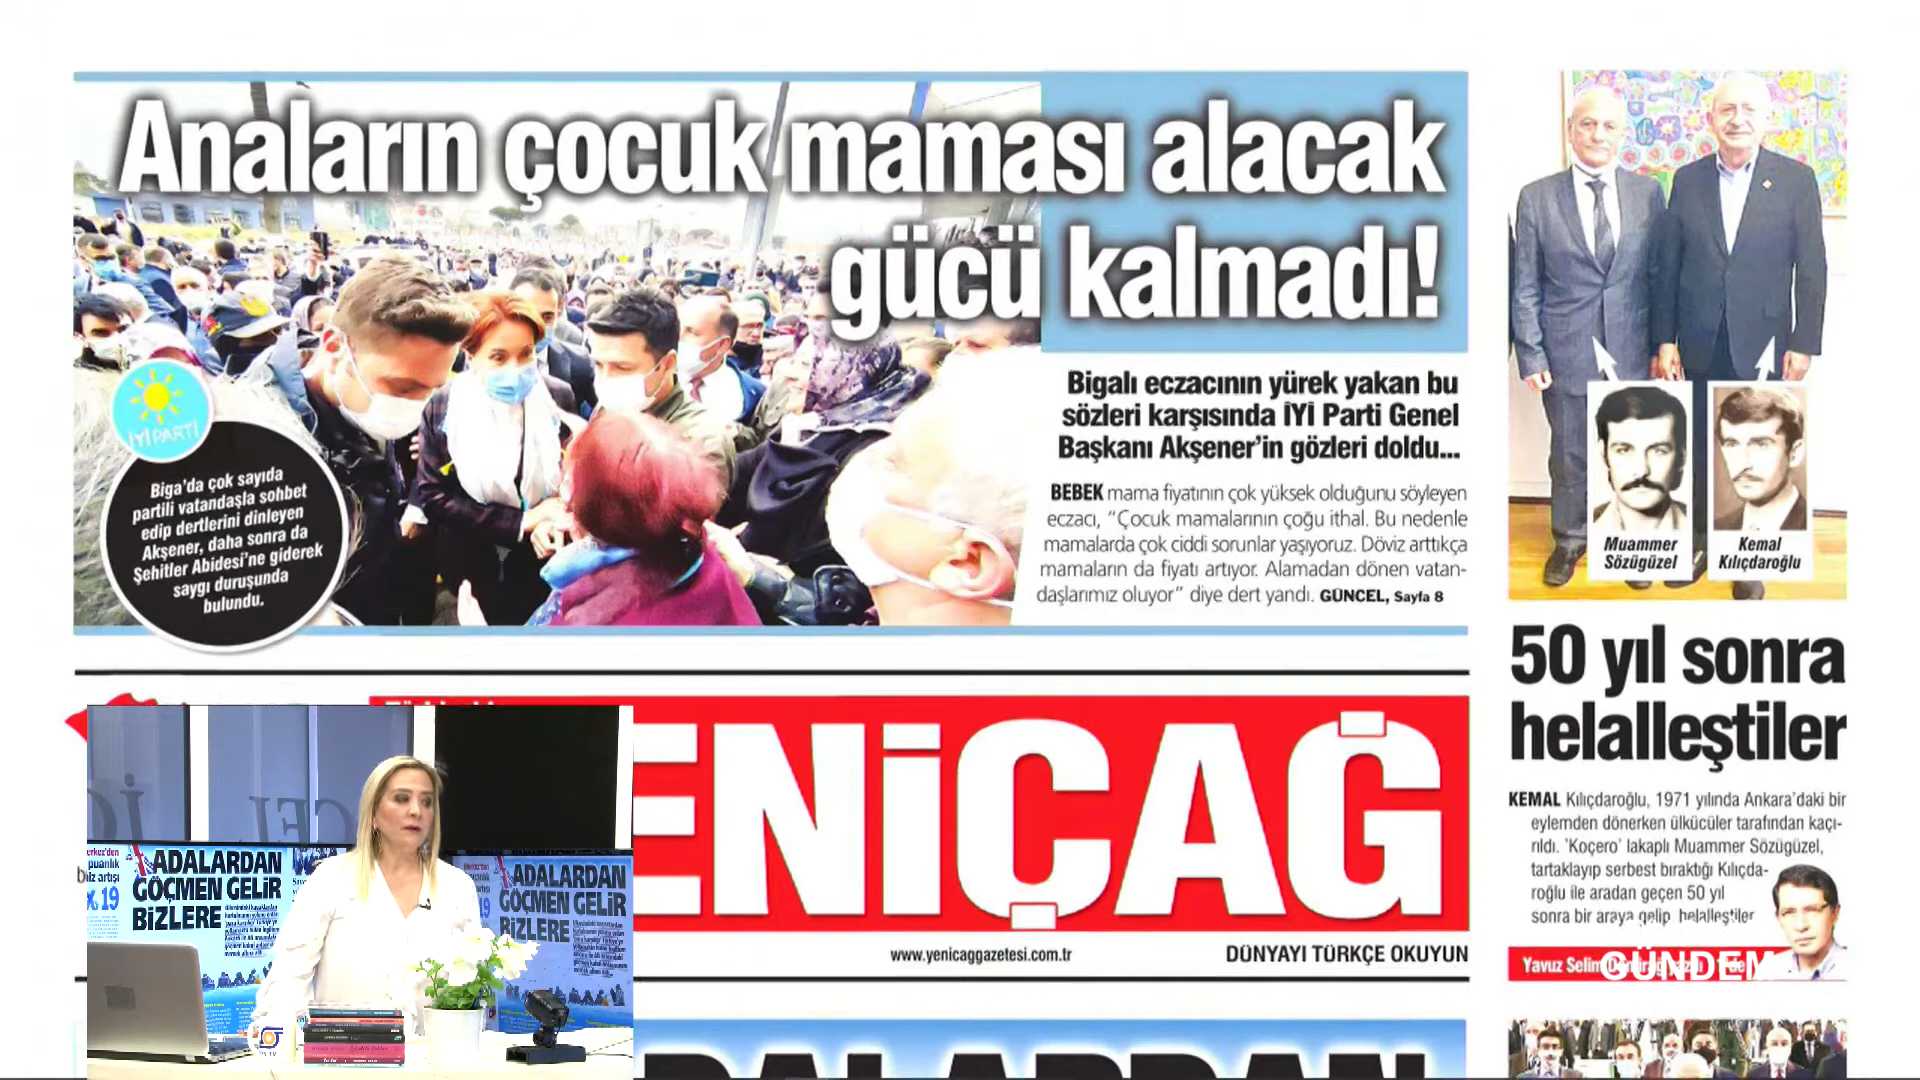 Anaların çocuk maması alacak
gücü kalmadı!
İYİ PARTİ
Biga'da çok sayıda
partili vatandaşla sohbet
edip dertlerini dinleyen
Akşener, daha sonra da
Şehitler Abidesi'ne giderek
saygı duruşunda
bulundu.
Bigalı eczacının yürek yakan bu
sözleri karşısında İYİ Parti Genel
Başkanı Akşener'in gözleri doldu...
BEBEK mama fiyatının çok yüksek olduğunu söyleyen
eczacı, “Çocuk mamalarının çoğu ithal. Bu nedenle
mamalarda çok ciddi sorunlar yaşıyoruz. Döviz arttıkça
mamaların da fiyatı artıyor. Alamadan dönen vatan-
daşlarımız oluyor” diye dert yandı. GÜNCEL, Sayfa 8
Muammer
Sözügüzel
Kemal
Kılıçdaroğlu
50 yıl sonra
helalleştiler
KEMAL Kılıçdaroğlu, 1971 yılında Ankara'daki bir
eylemden dönerken ülkücüler tarafından kaçı-
rıldı. 'Koçero' lakaplı Muammer Sözügüzel,
tartaklayıp serbest bıraktığı Kılıçda-
roğlu ile aradan geçen 50 yıl
sonra bir araya gelip helalleştiler
Yavuz Selim
GÜNDEM
ENİÇAĞ
www.yenicaggazetesi.com.tr
DÜNYAYI TÜRKÇE OKUYUN
ADALARDAN
GÖÇMEN GELİR
BİZLERE
puanlık
19
ADALARDAN
GÖÇMEN GELİR
BİZLERE
19
DALARDAN